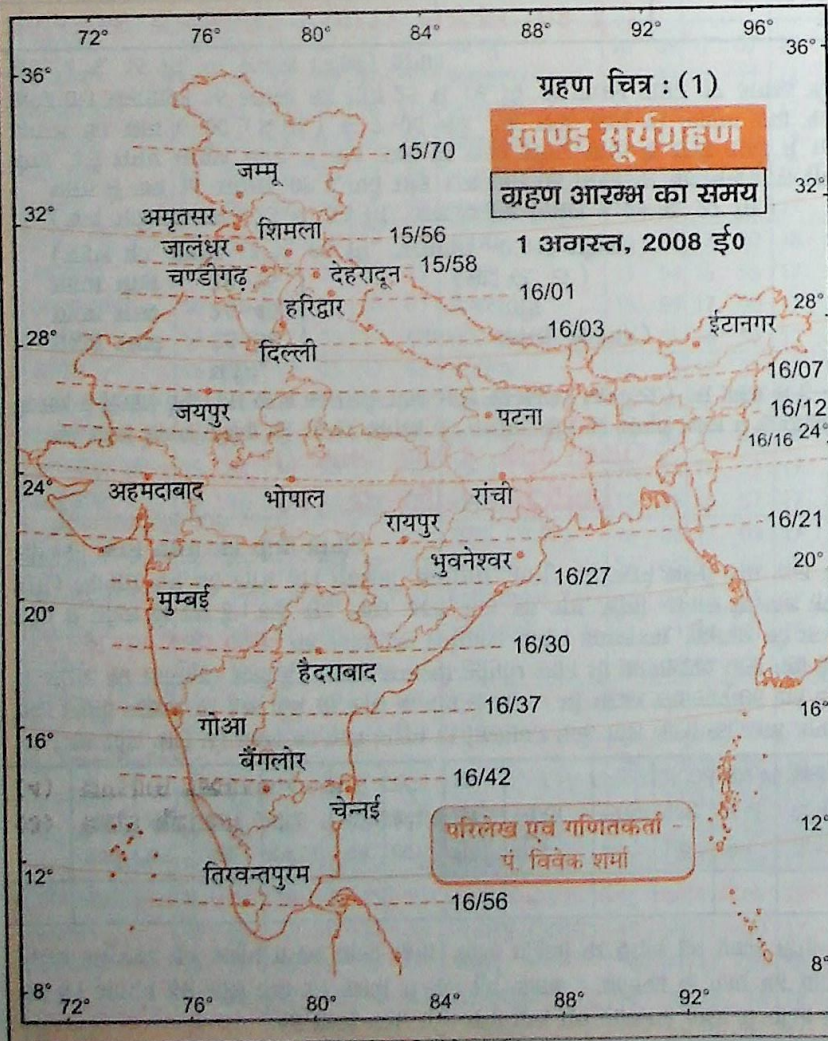 72° 76° 80° 84° 88° 92° 96°
36° 36°
ग्रहण चित्र : (1)
खण्ड सूर्यग्रहण
ग्रहण आरम्भ का समय
1 अगस्त, 2008 ई०
15/70
जम्मू
32° 32°
अमृतसर
शिमला
जालंधर
15/56
चण्डीगढ़
देहरादून 15/58
16/01
हरिद्वार
28° 28°
16/03
ईटानगर
दिल्ली
16/07
जयपुर
पटना
16/12
16/16 24°
24°
अहमदाबाद
भोपाल
रांची
रायपुर
16/21
भुवनेश्वर
20°
16/27
मुम्बई
20°
16/30
हैदराबाद
16/37
16°
गोआ
16°
बैंगलोर
16/42
चेन्नई
12°
परिलेख एवं गणितकर्ता -
पं. विवेक शर्मा
12°
तिरवन्तपुरम
16/56
8°
8°
72° 76° 80° 84° 88° 92°